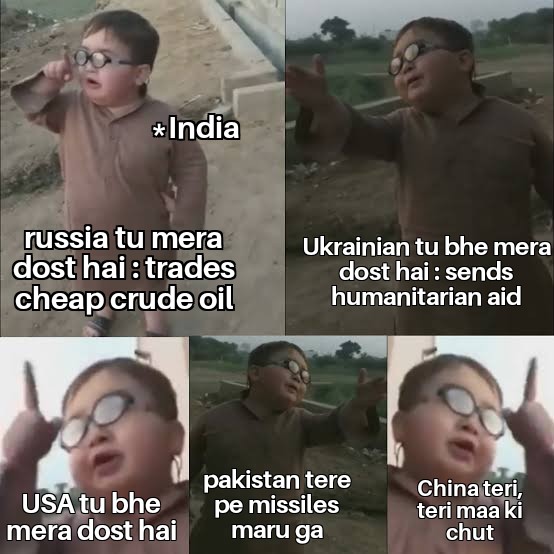 *India
russia tu mera
dost hai : trades
cheap crude oil
Ukrainian tu bhe mera
dost hai : sends
humanitarian aid
USA tu bhe
mera dost hai
pakistan tere
pe missiles
maru ga
China teri,
teri maa ki
chut